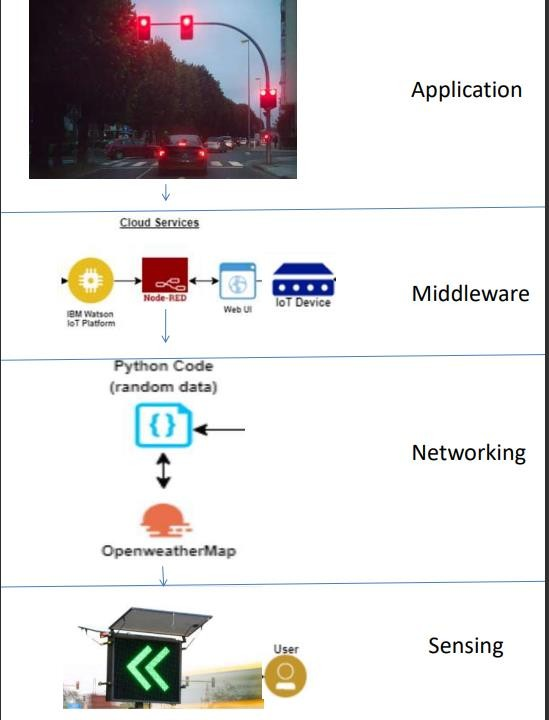 Application
Cloud Services
IBM Watson
IoT Platform
Node-RED
Web UI
IoT Device
Middleware
Python Code
(random data)
{}
Networking
OpenweatherMap
User
Sensing